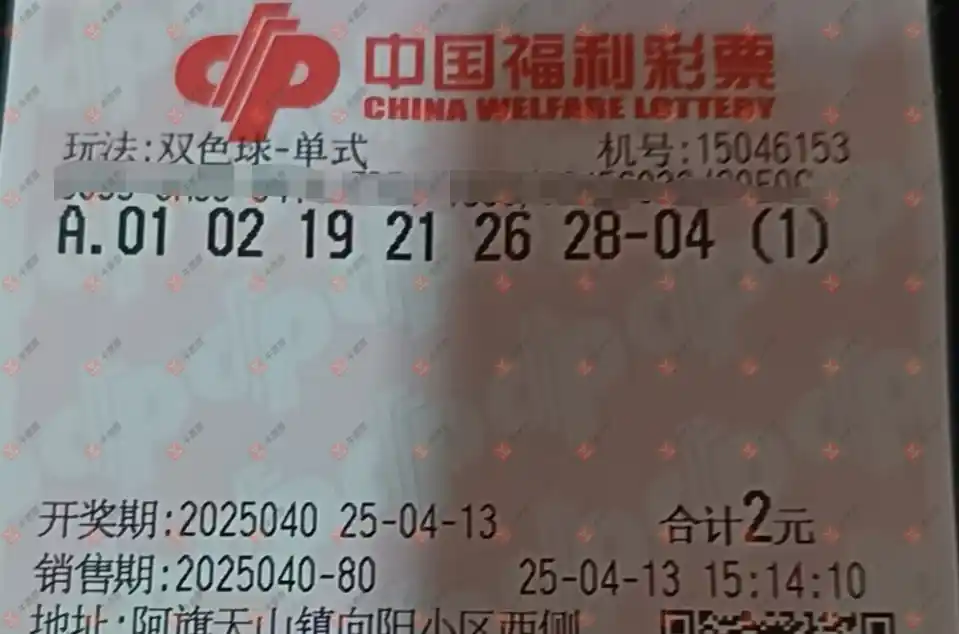 中国福利彩票
CHINA WELFARE LOTTERY
玩法:双色球-单式 机号:15046153
A.01 02 19 21 26 28-04 (1)
开奖期:2025040 25-04-13 合计2元
销售期:2025040-80 25-04-13 15:14:10
地址:阿旗天山镇向阳小区西侧